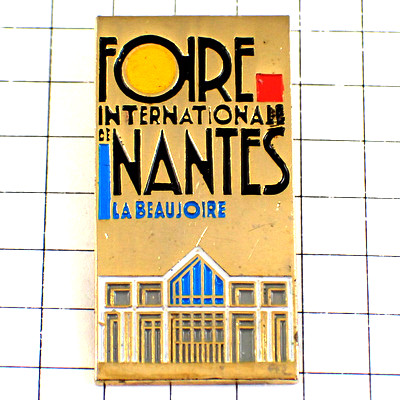 FOIRE
INTERNATIONALE
DE
NANTES
LA BEAUJOIRE